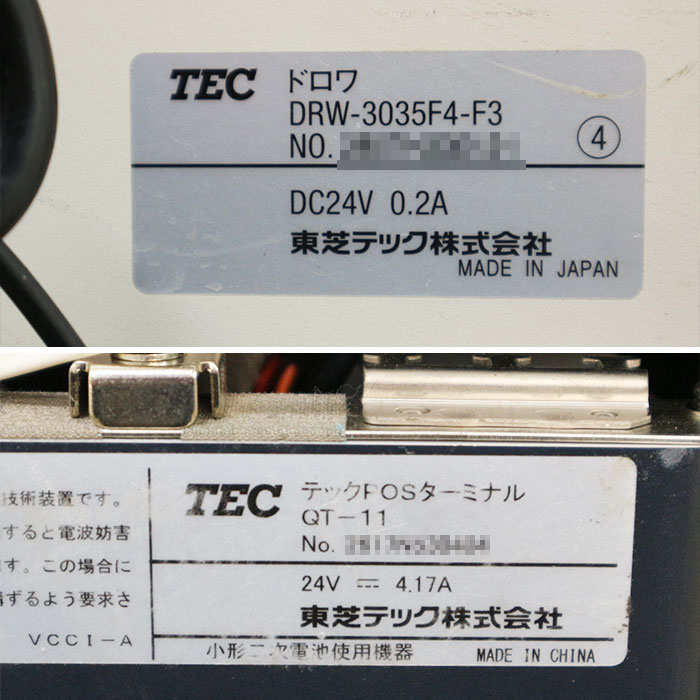 TEC ドロワ
DRW-3035F4-F3
NO.
④
DC24V 0.2A
東芝テック株式会社
MADE IN JAPAN
技術装置です。
すると電波妨害
す。この場合に
ずるよう要求さ
VCCI-A
TEC テックPOSターミナル
QT-11
No.
24V ⎓ 4.17A
東芝テック株式会社
小形二次電池使用機器 MADE IN CHINA